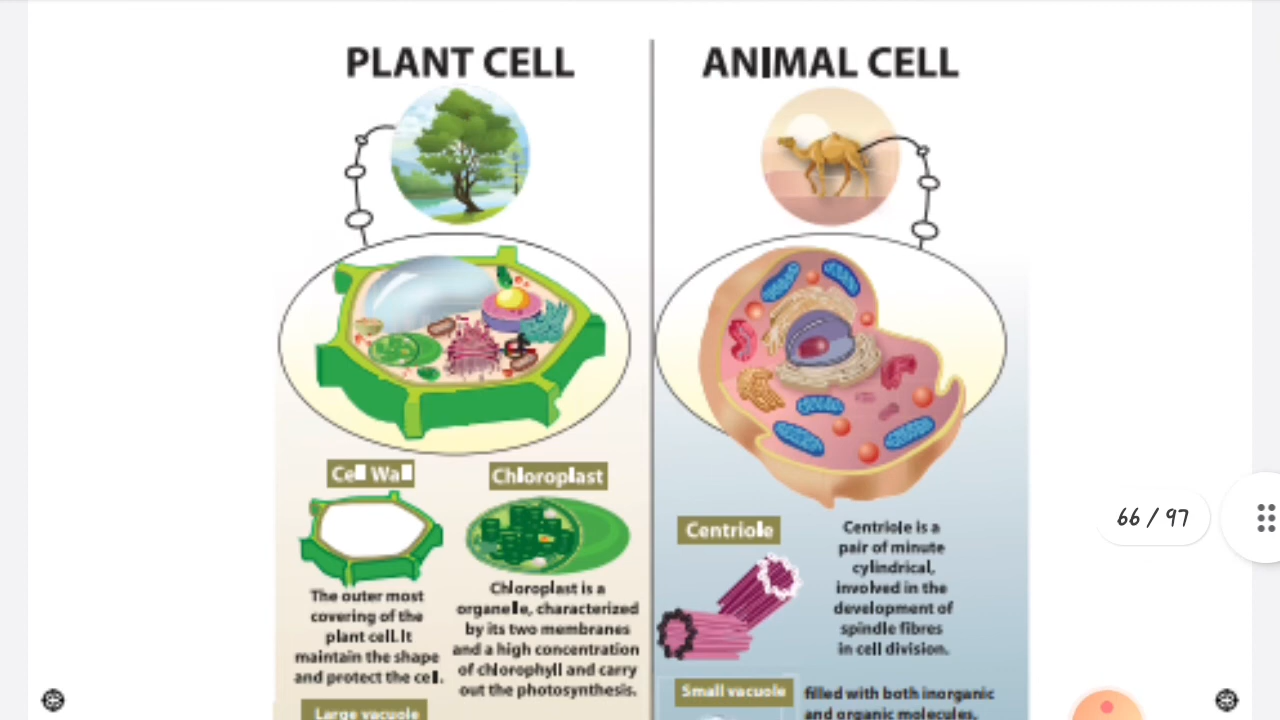 PLANT CELL
Cell Wall
The outer most
covering of the
plant cell. It
maintain the shape
and protect the cell.
Chloroplast
Chloroplast is a
organelle, characterized
by its two membranes
and a high concentration
of chlorophyll and carry
out the photosynthesis.
Large vacuole
ANIMAL CELL
Centriole
Centriole is a
pair of minute
cylindrical,
involved in the
development of
spindle fibres
in cell division.
Small vacuole
filled with both inorganic
and organic molecules,
66 / 97